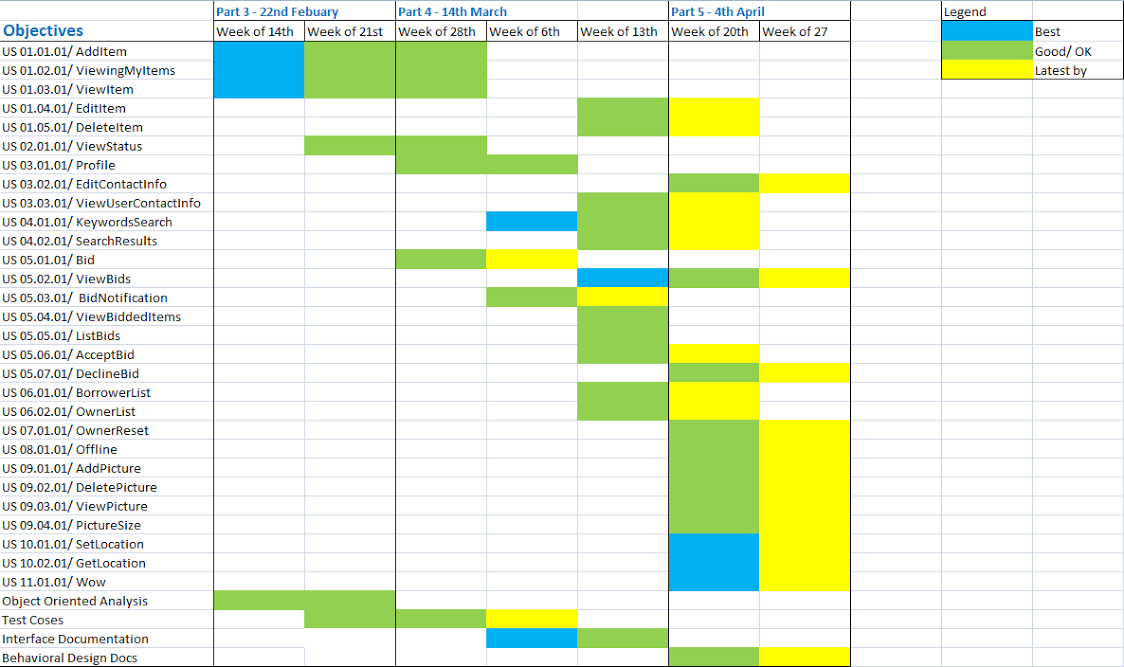 Part 3 - 22nd Febuary Part 4 - 14th March Part 5 - 4th April Legend
Objectives Week of 14th Week of 21st Week of 28th Week of 6th Week of 13th Week of 20th Week of 27 Best
US 01.01.01/ AddItem Good/ OK
US 01.02.01/ ViewingMyItems Latest by
US 01.03.01/ ViewItem
US 01.04.01/ EditItem
US 01.05.01/ DeleteItem
US 02.01.01/ ViewStatus
US 03.01.01/ Profile
US 03.02.01/ EditContactInfo
US 03.03.01/ ViewUserContactInfo
US 04.01.01/ KeywordsSearch
US 04.02.01/ SearchResults
US 05.01.01/ Bid
US 05.02.01/ ViewBids
US 05.03.01/ BidNotification
US 05.04.01/ ViewBiddedItems
US 05.05.01/ ListBids
US 05.06.01/ AcceptBid
US 05.07.01/ DeclineBid
US 06.01.01/ BorrowerList
US 06.02.01/ OwnerList
US 07.01.01/ OwnerReset
US 08.01.01/ Offline
US 09.01.01/ AddPicture
US 09.02.01/ DeletePicture
US 09.03.01/ ViewPicture
US 09.04.01/ PictureSize
US 10.01.01/ SetLocation
US 10.02.01/ GetLocation
US 11.01.01/ Wow
Object Oriented Analysis
Test Coses
Interface Documentation
Behavioral Design Docs